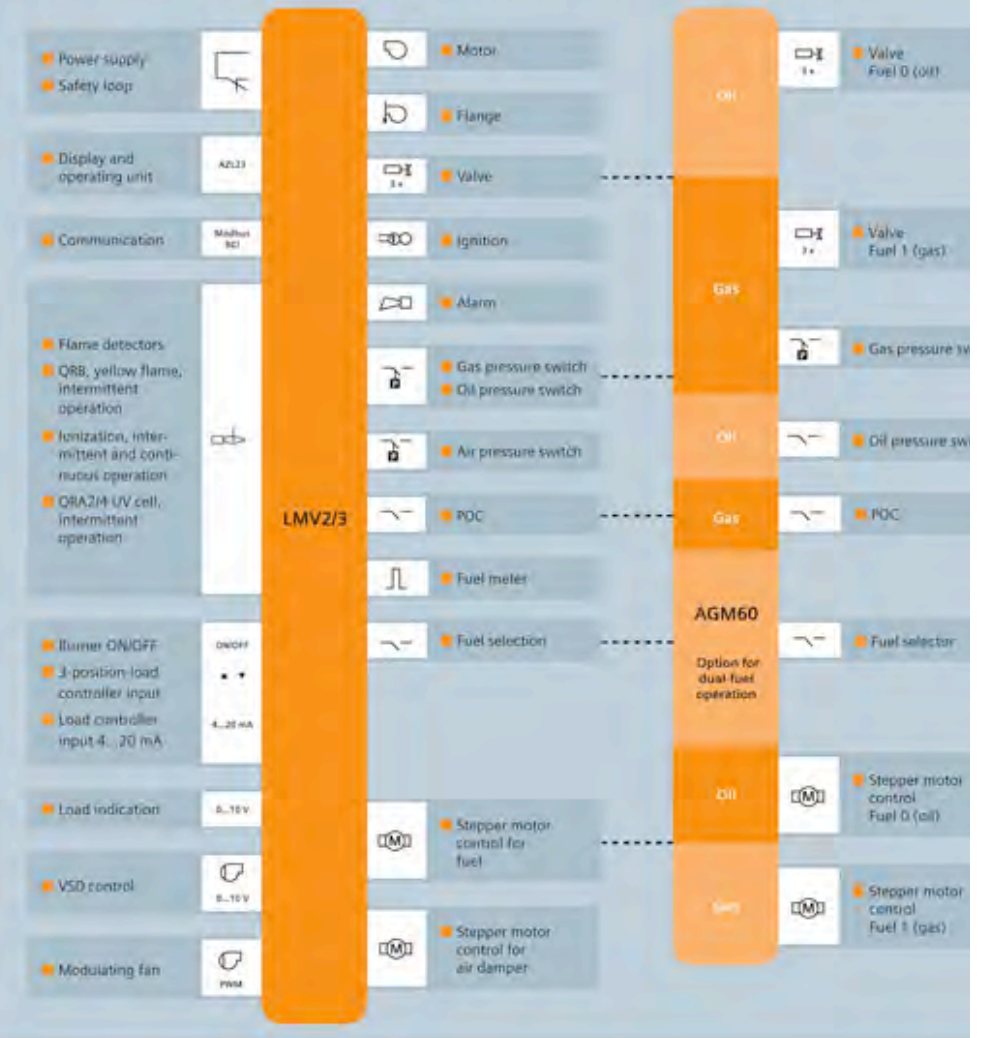 Power supply
Safety loop
Display and
operating unit
AZL23
Communication
Modbus
BCI
Flame detectors
QRB, yellow flame,
intermittent
operation
Ionization, inter-
mittent and conti-
nuous operation
QRA2M UV cell,
intermittent
operation
Burner ON/OFF
3-position-load
controller input
Load controller
input 4...20 mA
ON/OFF
4...20 mA
Load indication
0...10 V
VSD control
0...10 V
Modulating fan
PWM
LMV2/3
Motor
Flange
3 x
Valve
Ignition
Alarm
P
Gas pressure switch
Oil pressure switch
P
Air pressure switch
POC
Fuel meter
Fuel selection
M
Stepper motor
control for
fuel
M
Stepper motor
control for
air damper
Oil
Gas
Oil
Gas
AGM60
Option for
dual-fuel
operation
Oil
Gas
Valve
Fuel 0 (oil)
3 x
Valve
Fuel 1 (gas)
P
Gas pressure sw
Oil pressure swi
POC
Fuel selector
M
Stepper motor
control
Fuel 0 (oil)
M
Stepper motor
control
Fuel 1 (gas)